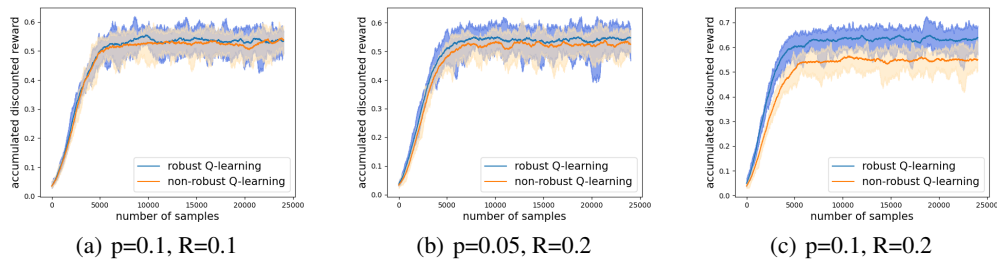 accumulated discounted reward
0.6
0.5
0.4
0.3
0.2
0.1
0.0
robust Q-learning
non-robust Q-learning
0 5000 10000 15000 20000 25000
number of samples
(a) p=0.1, R=0.1
accumulated discounted reward
0.6
0.5
0.4
0.3
0.2
0.1
0.0
robust Q-learning
non-robust Q-learning
0 5000 10000 15000 20000 25000
number of samples
(b) p=0.05, R=0.2
accumulated discounted reward
0.7
0.6
0.5
0.4
0.3
0.2
0.1
0.0
robust Q-learning
non-robust Q-learning
0 5000 10000 15000 20000 25000
number of samples
(c) p=0.1, R=0.2